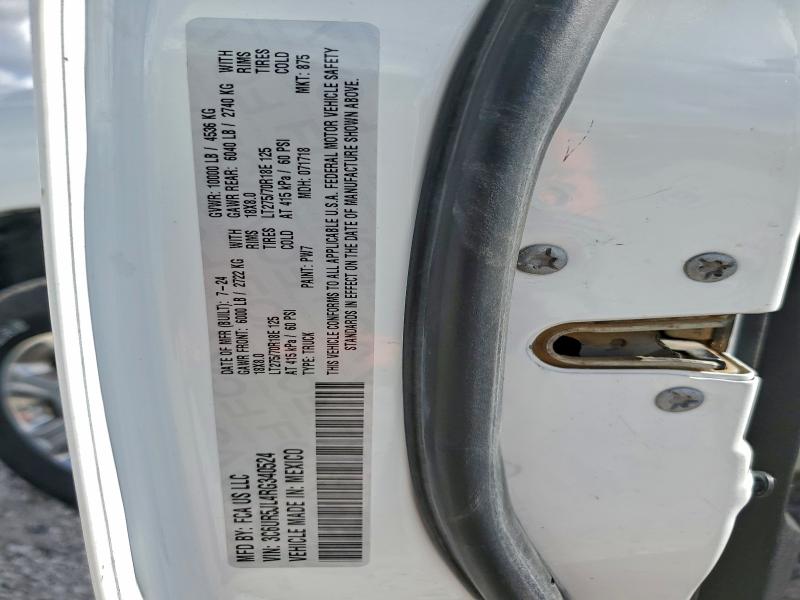 MFD BY: FCA US LLC
VIN: 3C6UR5JL4RG340524
VEHICLE MADE IN: MEXICO
DATE OF MFR (BUILT): 7-24 GVWR: 10000 LB / 4536 KG
GAWR FRONT: 6000 LB / 2722 KG WITH GAWR REAR: 6040 LB / 2740 KG WITH
18X8.0 RIMS 18X8.0 RIMS
LT275/70R18E 125 TIRES LT275/70R18E 125 TIRES
AT 415 kPa / 60 PSI COLD AT 415 kPa / 60 PSI COLD
TYPE: TRUCK PAINT: PW7 MDH: 071718 MKT: 875
THIS VEHICLE CONFORMS TO ALL APPLICABLE U.S.A. FEDERAL MOTOR VEHICLE SAFETY
STANDARDS IN EFFECT ON THE DATE OF MANUFACTURE SHOWN ABOVE.